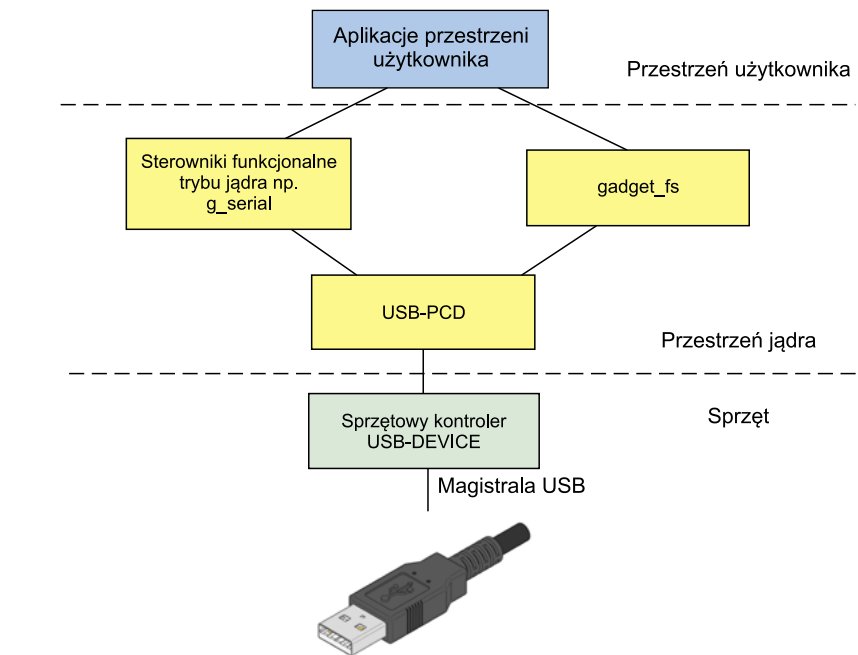 Aplikacje przestrzeni
użytkownika
Przestrzeń użytkownika
Sterowniki funkcjonalne
trybu jądra np.
g_serial
gadget_fs
USB-PCD
Przestrzeń jądra
Sprzętowy kontroler
USB-DEVICE
Sprzęt
Magistrala USB